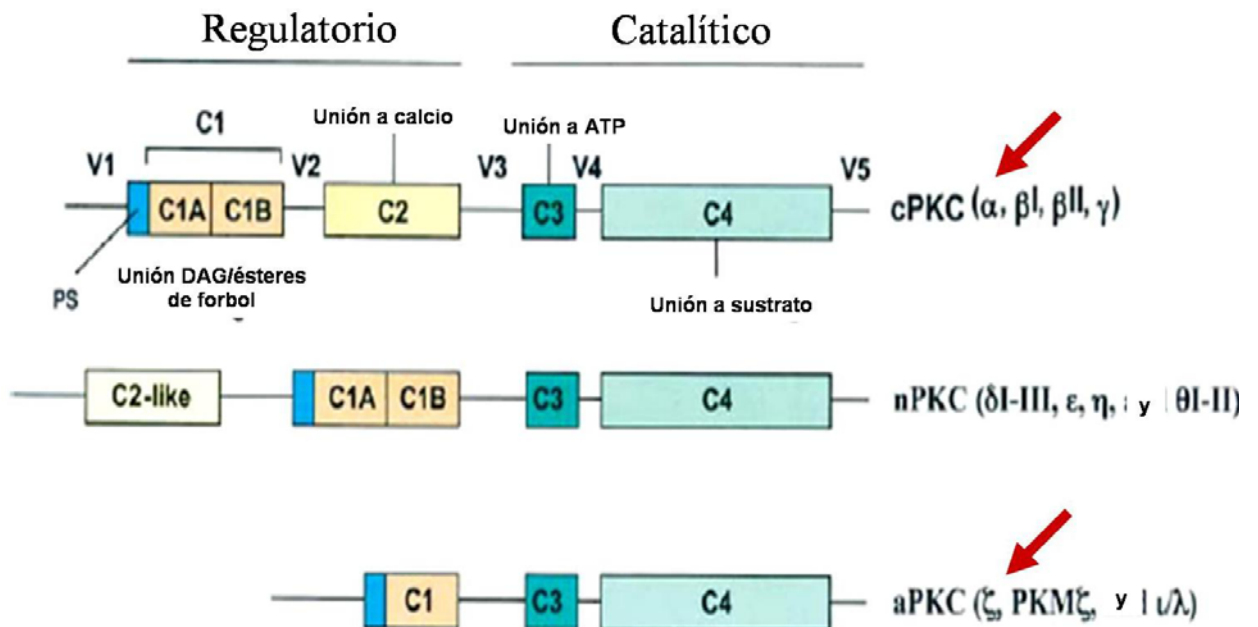 Regulatorio
Catalítico
C1
Unión a calcio
Unión a ATP
V1
V2
V3
V4
V5
C1A
C1B
C2
C3
C4
cPKC (α, βI, βII, γ)
PS
Unión DAG/ésteres
de forbol
Unión a sustrato
C2-like
C1A
C1B
C3
C4
nPKC (δI-III, ε, η, y θI-II)
C1
C3
C4
aPKC (ζ, PKMζ, y ι/λ)